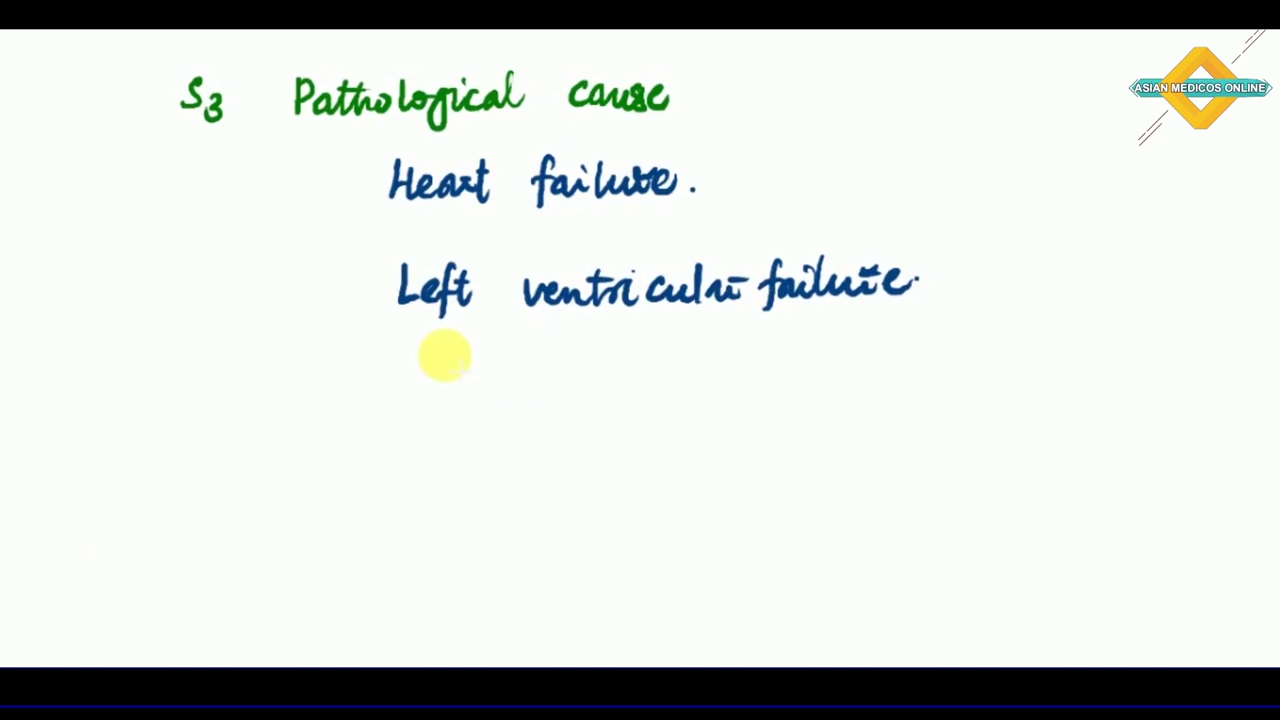 S3 Pathological cause
ASIAN MEDICOS ONLINE
Heart failure.
Left ventricular failure.